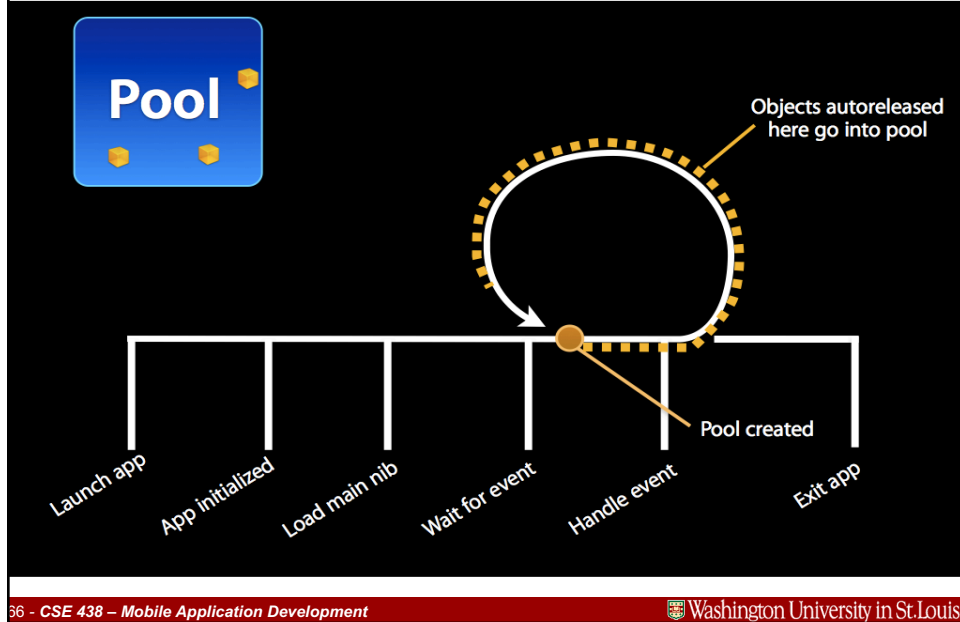 Pool
Objects autoreleased
here go into pool
Pool created
Launch app
App initialized
Load main nib
Wait for event
Handle event
Exit app
66 - CSE 438 – Mobile Application Development
Washington University in St.Louis